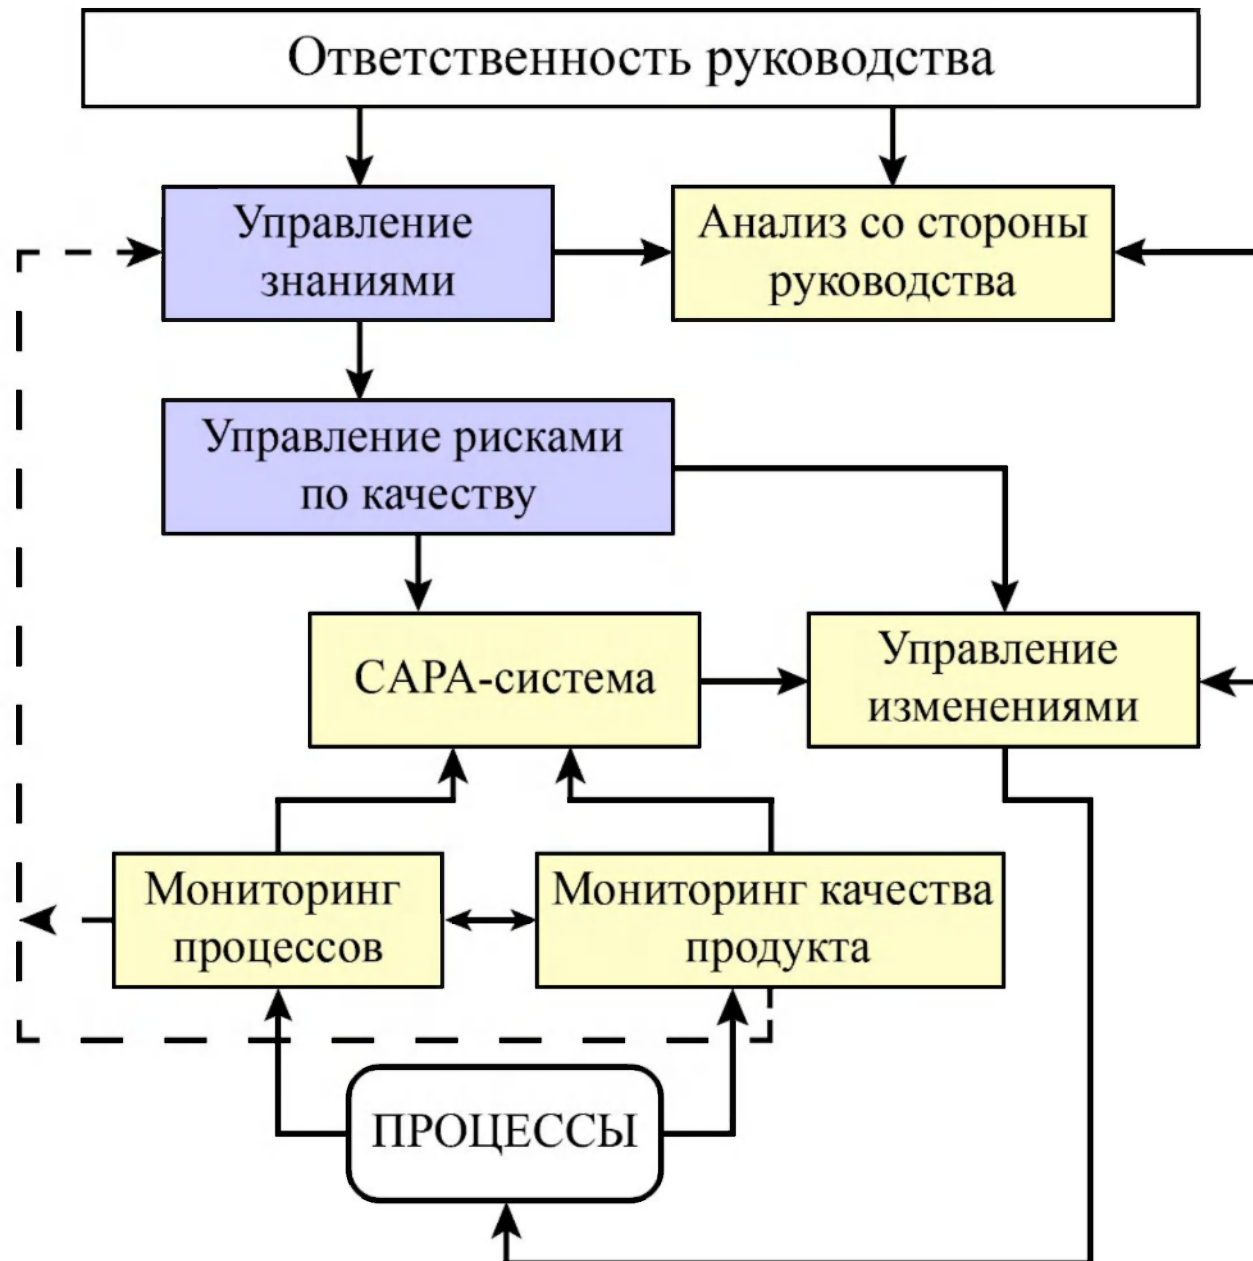 Ответственность руководства
Управление
знаниями
Анализ со стороны
руководства
Управление рисками
по качеству
САРА-система
Управление
изменениями
Мониторинг
процессов
Мониторинг качества
продукта
ПРОЦЕССЫ